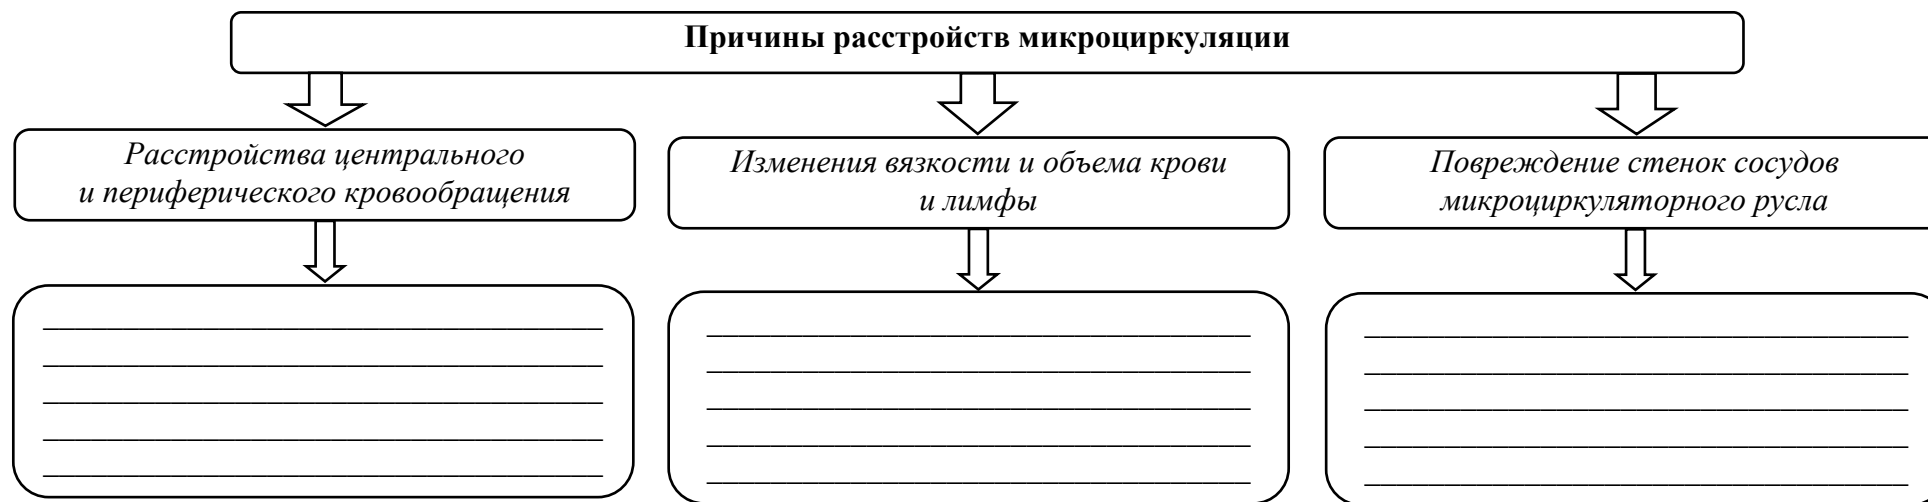 Причины расстройств микроциркуляции
Расстройства центрального
и периферического кровообращения
Изменения вязкости и объема крови
и лимфы
Повреждение стенок сосудов
микроциркуляторного русла